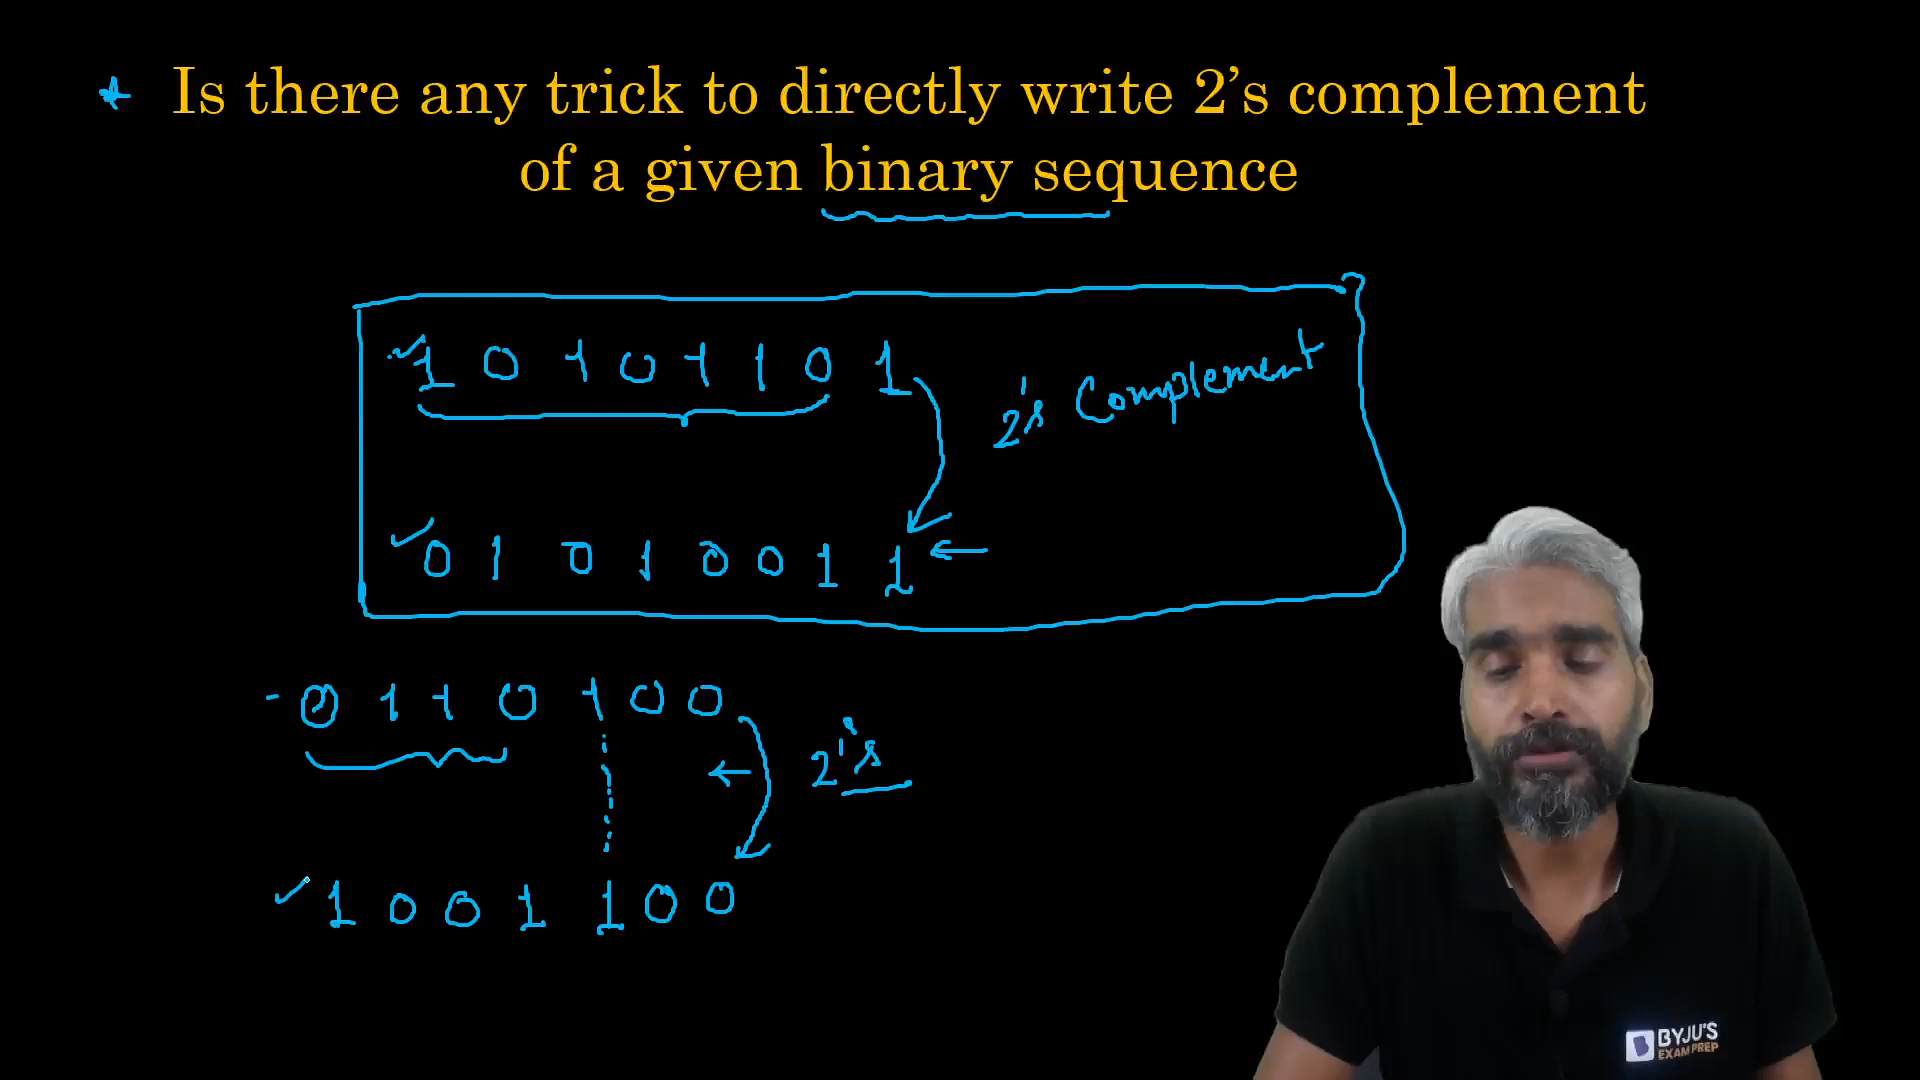 Is there any trick to directly write 2’s complement
of a given binary sequence
1 0 1 0 1 1 0 1
2's Complement
0 1 0 1 0 0 1 1
0 1 1 0 1 0 0
2's
1 0 0 1 1 0 0
BYJU'S
EXAM PREP